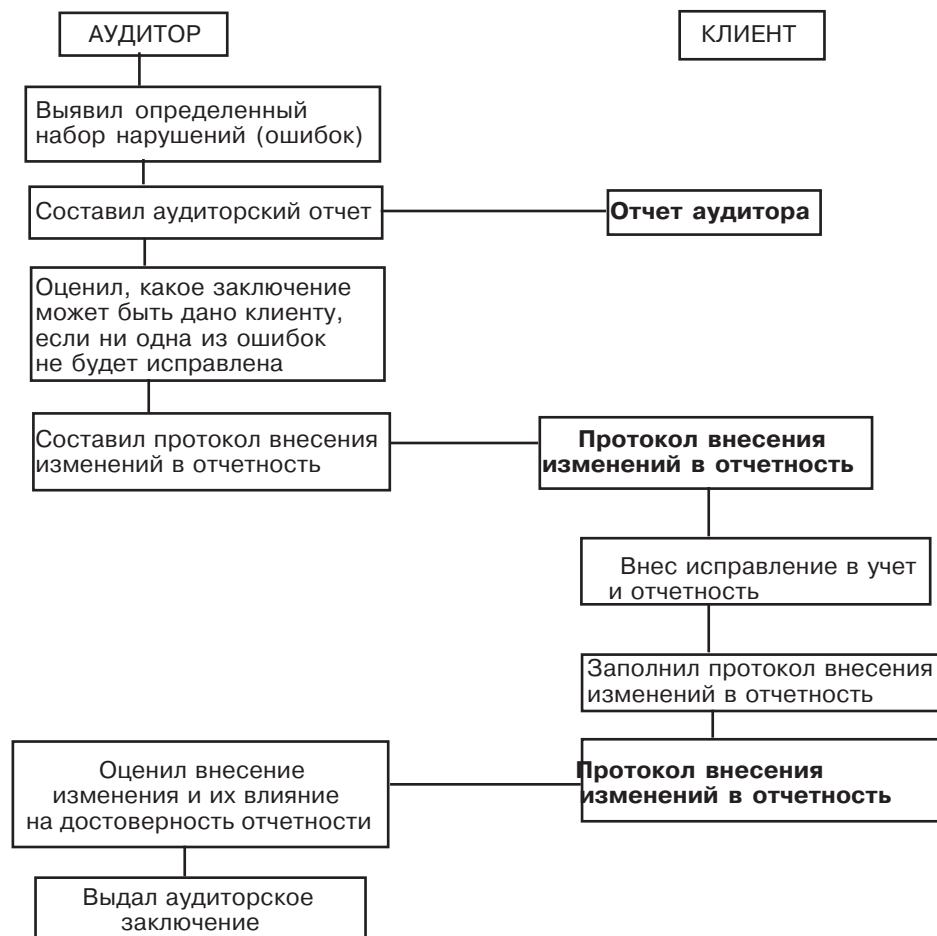 АУДИТОР
КЛИЕНТ
Выявил определенный
набор нарушений (ошибок)
Составил аудиторский отчет
Отчет аудитора
Оценил, какое заключение
может быть дано клиенту,
если ни одна из ошибок
не будет исправлена
Составил протокол внесения
изменений в отчетность
Протокол внесения
изменений в отчетность
Внес исправление в учет
и отчетность
Заполнил протокол внесения
изменений в отчетность
Протокол внесения
изменений в отчетность
Оценил внесение
изменения и их влияние
на достоверность отчетности
Выдал аудиторское
заключение